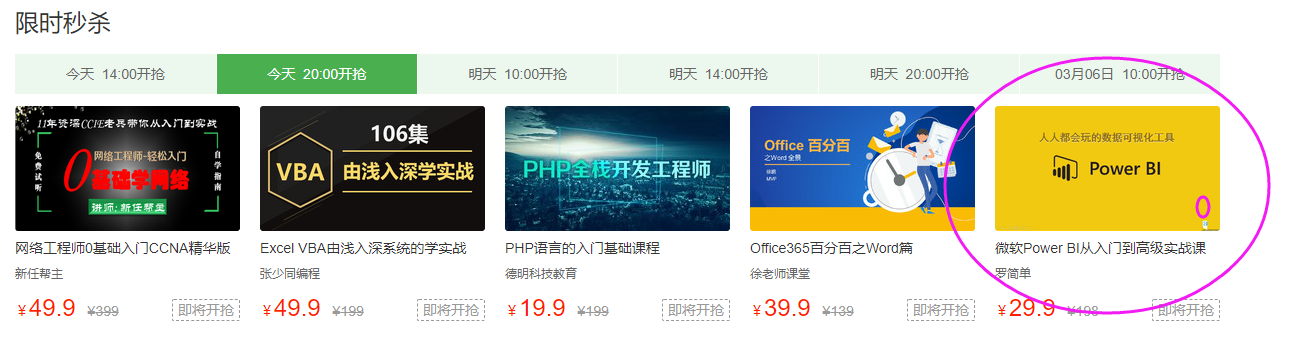 限时秒杀
今天 14:00开抢
今天 20:00开抢
明天 10:00开抢
明天 14:00开抢
明天 20:00开抢
03月06日 10:00开抢
11年资深CCIE老兵带你从入门到实战
免费试听
网络工程师-轻松入门
0基础学网络
自学指南
讲师:新任帮主
网络工程师0基础入门CCNA精华版
新任帮主
¥49.9 ¥399 即将开抢
106集
VBA
由浅入深学实战
Excel VBA由浅入深系统的学实战
张少同编程
¥49.9 ¥199 即将开抢
PHP全栈开发工程师
PHP语言的入门基础课程
德明科技教育
¥19.9 ¥199 即将开抢
Office 百分百
之Word 全景
MVP
Office365百分百之Word篇
徐老师课堂
¥39.9 ¥139 即将开抢
人人都会玩的数据可视化工具
Power BI
微软Power BI从入门到高级实战课
罗简单
¥29.9 ¥198 即将开抢